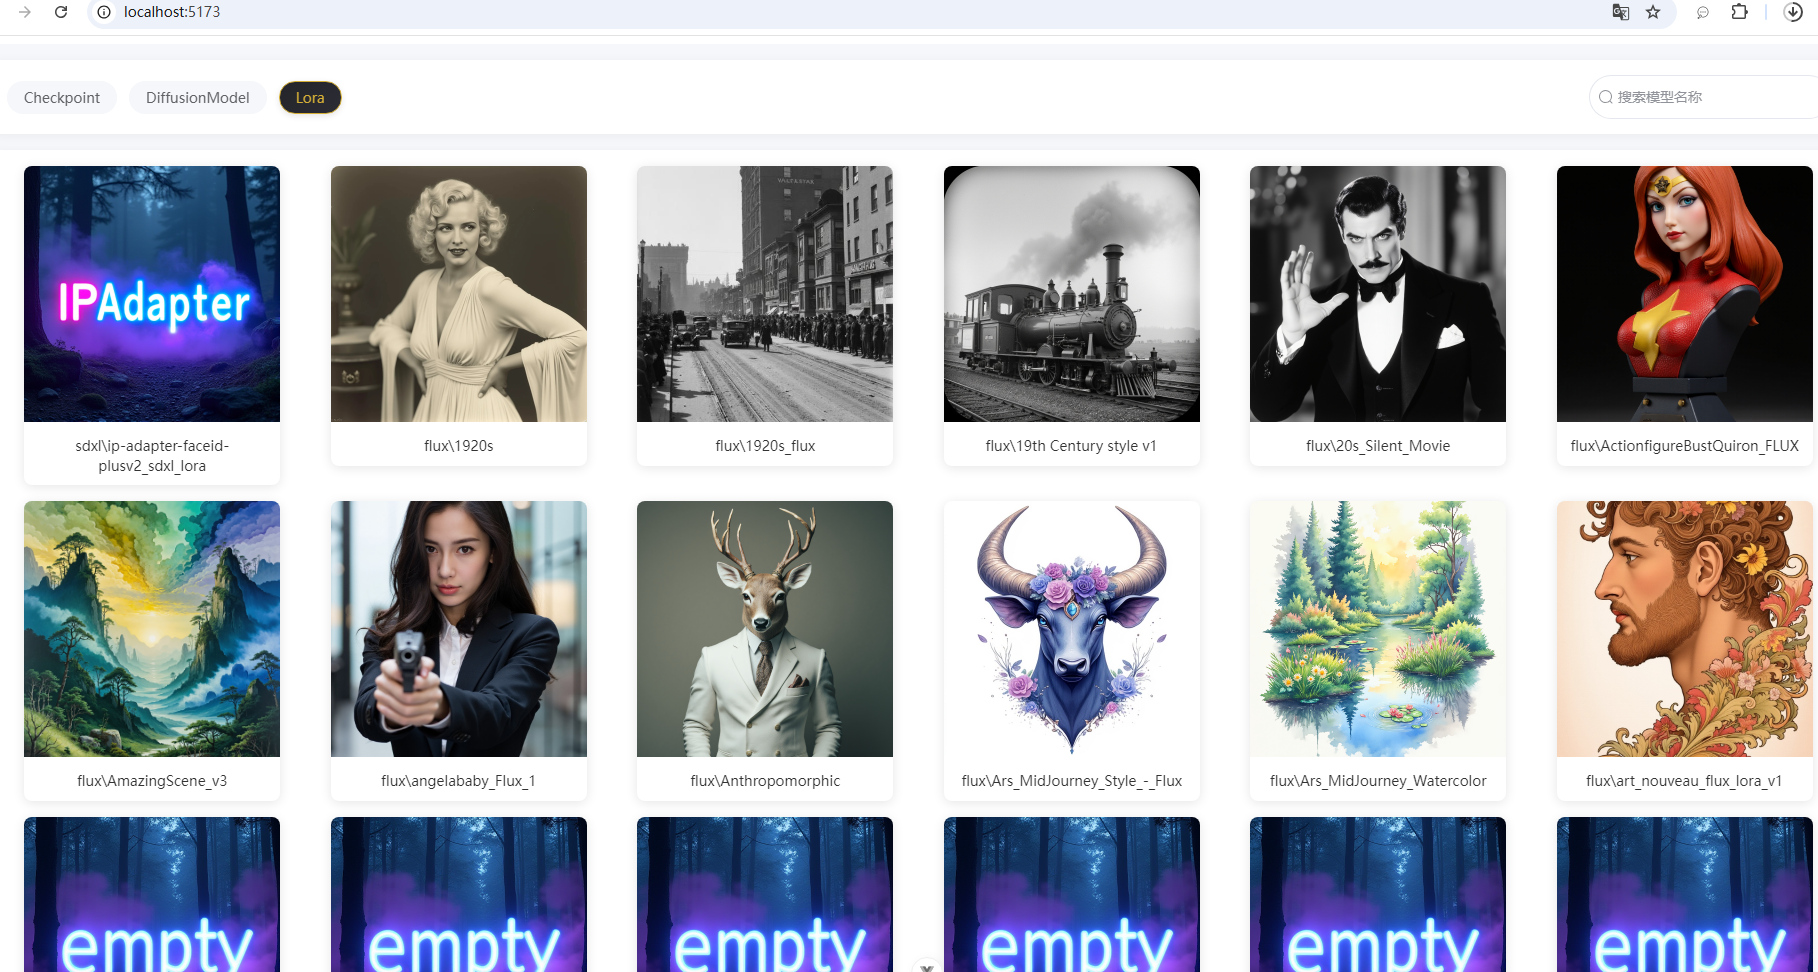 localhost:5173
Checkpoint
DiffusionModel
Lora
搜索模型名称
IPAdapter
sdxl\ip-adapter-faceid-
plusv2_sdxl_lora
flux\1920s
flux\1920s_flux
flux\19th Century style v1
flux\20s_Silent_Movie
flux\ActionfigureBustQuiron_FLUX
flux\AmazingScene_v3
flux\angelababy_Flux_1
flux\Anthropomorphic
flux\Ars_MidJourney_Style_-_Flux
flux\Ars_MidJourney_Watercolor
flux\art_nouveau_flux_lora_v1
empty
empty
empty
empty
empty
empty